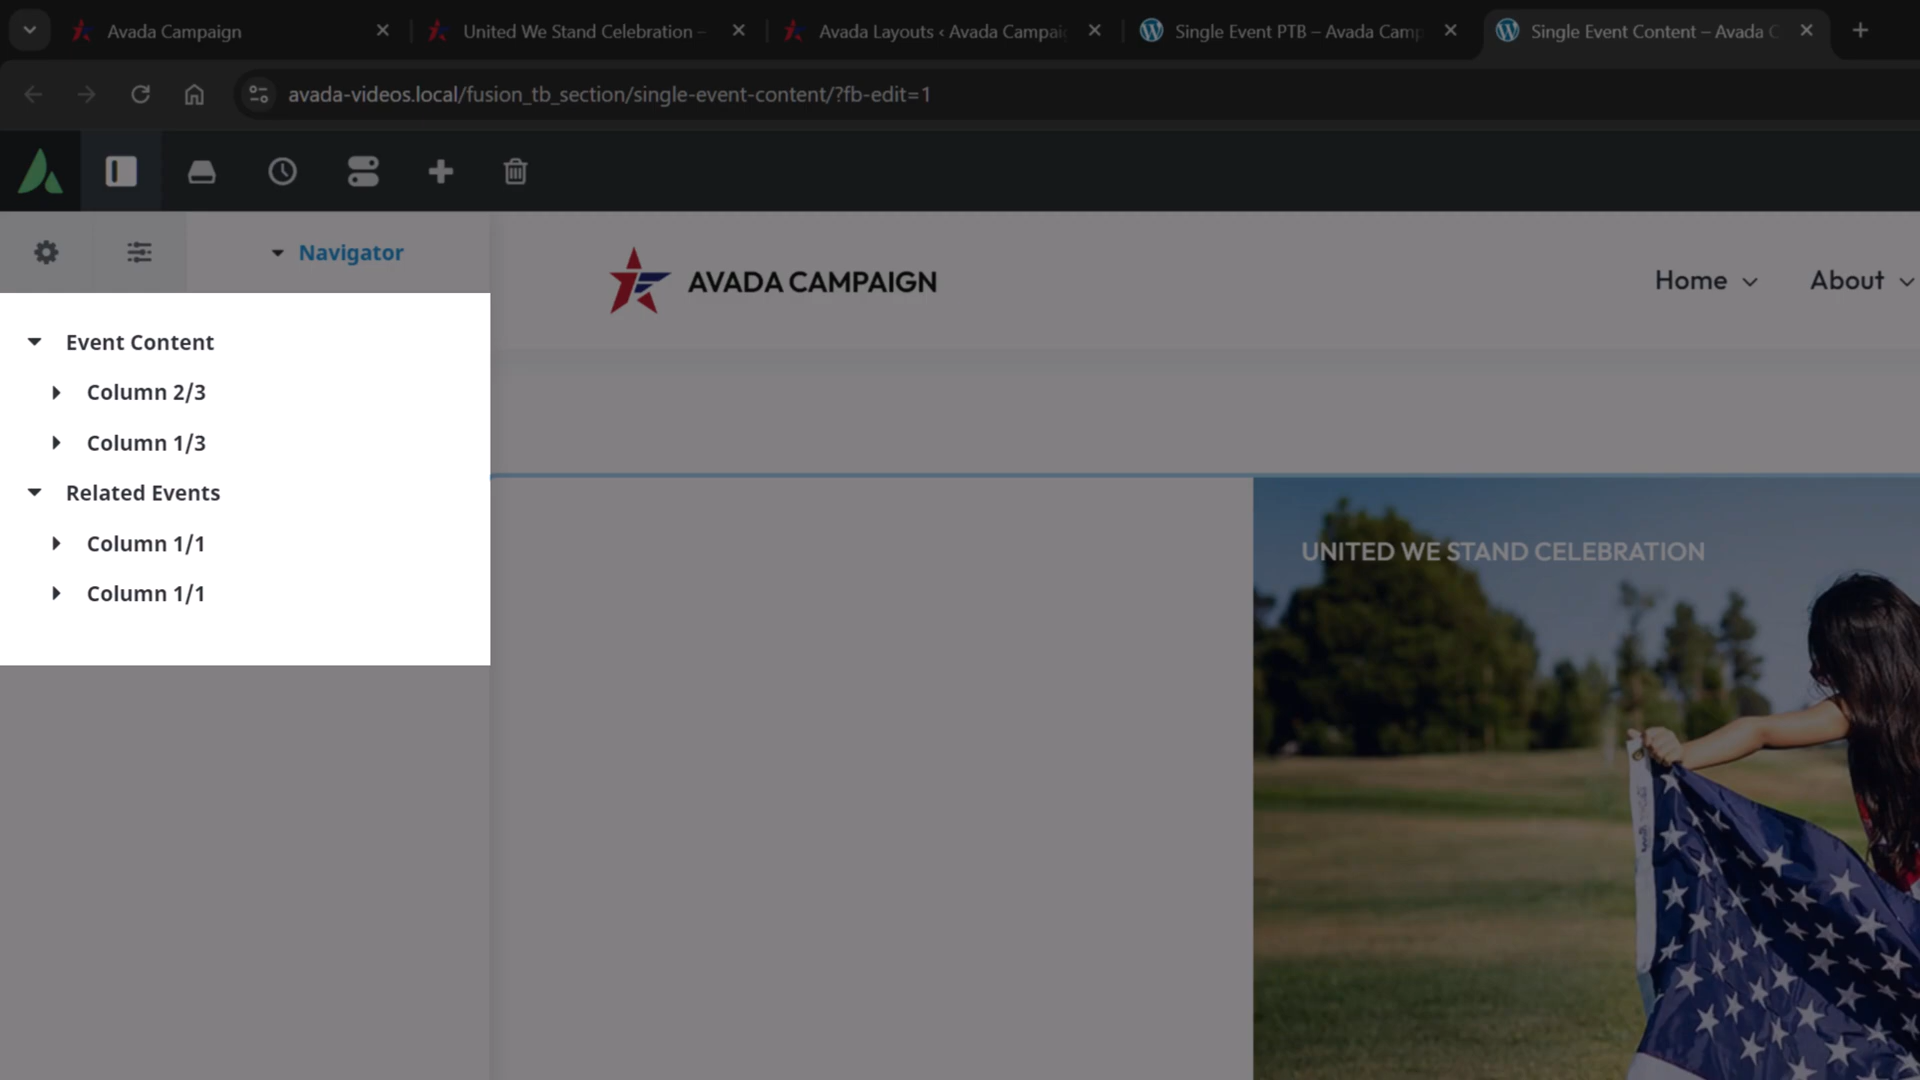 Avada Campaign
United We Stand Celebration –
Avada Layouts ‹ Avada Campai
Single Event PTB – Avada Camp
Single Event Content – Avada C
avada-videos.local/fusion_tb_section/single-event-content/?fb-edit=1
Navigator
AVADA CAMPAIGN
Home
About
Event Content
Column 2/3
Column 1/3
Related Events
Column 1/1
Column 1/1
UNITED WE STAND CELEBRATION